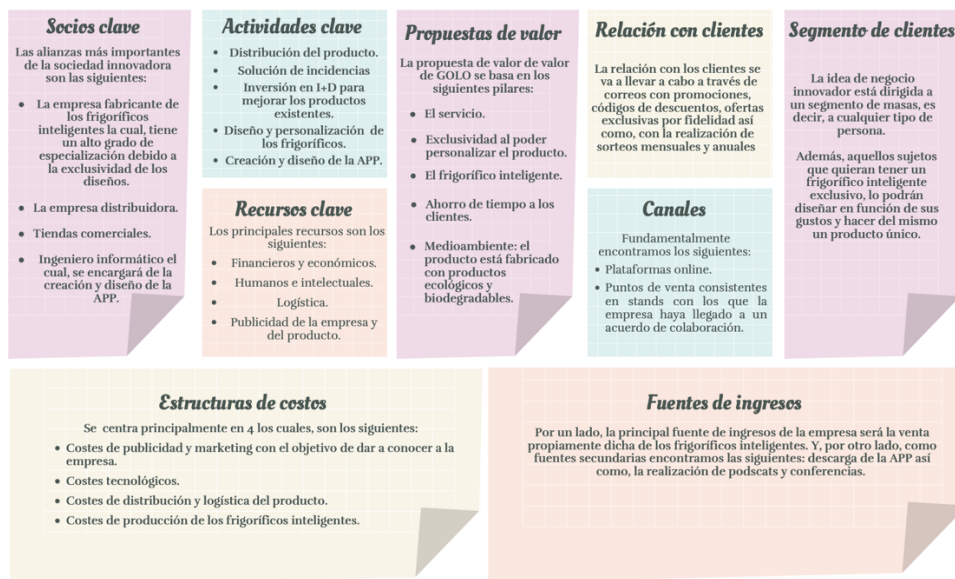 Socios clave
Las alianzas más importantes
de la sociedad innovadora
son las siguientes:
• La empresa fabricante de
los frigoríficos
inteligentes la cual, tiene
un alto grado de
especialización debido a
la exclusividad de los
diseños.
• La empresa distribuidora.
• Tiendas comerciales.
• Ingeniero informático el
cual, se encargará de la
creación y diseño de la
APP.
Actividades clave
• Distribución del producto.
• Solución de incidencias
• Inversión en I+D para
mejorar los productos
existentes.
• Diseño y personalización de
los frigoríficos.
• Creación y diseño de la APP.
Recursos clave
Los principales recursos son los
siguientes:
• Financieros y económicos.
• Humanos e intelectuales.
• Logística.
• Publicidad de la empresa y
del producto.
Propuestas de valor
La propuesta de valor de valor
de GOLO se basa en los
siguientes pilares:
• El servicio.
• Exclusividad al poder
personalizar el producto.
• El frigorífico inteligente.
• Ahorro de tiempo a los
clientes.
• Medioambiente: el
producto está fabricado
con productos
ecológicos y
biodegradables.
Relación con clientes
La relación con los clientes se
va a llevar a cabo a través de
correos con promociones,
códigos de descuentos, ofertas
exclusivas por fidelidad así
como, con la realización de
sorteos mensuales y anuales
Canales
Fundamentalmente
encontramos los siguientes:
• Plataformas online.
• Puntos de venta consistentes
en stands con los que la
empresa haya llegado a un
acuerdo de colaboración.
Segmento de clientes
La idea de negocio
innovador está dirigida a
un segmento de masas, es
decir, a cualquier tipo de
persona.
Además, aquellos sujetos
que quieran tener un
frigorífico inteligente
exclusivo, lo podrán
diseñar en función de sus
gustos y hacer del mismo
un producto único.
Estructuras de costos
Se centra principalmente en 4 los cuales, son los siguientes:
• Costes de publicidad y marketing con el objetivo de dar a conocer a la
empresa.
• Costes tecnológicos.
• Costes de distribución y logística del producto.
• Costes de producción de los frigoríficos inteligentes.
Fuentes de ingresos
Por un lado, la principal fuente de ingresos de la empresa será la venta
propiamente dicha de los frigoríficos inteligentes. Y, por otro lado, como
fuentes secundarias encontramos las siguientes: descarga de la APP así
como, la realización de podscats y conferencias.